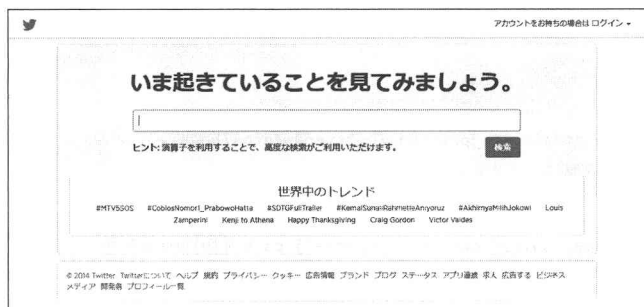 アカウントをお持ちの場合は ログイン
いま起きていることを見てみましょう。
ヒント: 演算子を利用することで、高度な検索がご利用いただけます。
検索
世界中のトレンド
#MTV5SOS #CoblosNomor1_PrabowoHatta #SDTGFullTrailer #KemalSunalıRahmetleAnıyoruz #AkhirnyaMilihJokowi Louis
Zamperini Kenji to Athena Happy Thanksgiving Craig Gordon Victor Valdes
© 2014 Twitter Twitterについて ヘルプ 規約 プライバシー クッキー 広告情報 ブランド ブログ ステータス アプリ連携 求人 広告する ビジネス
メディア 開発者 プロフィール一覧